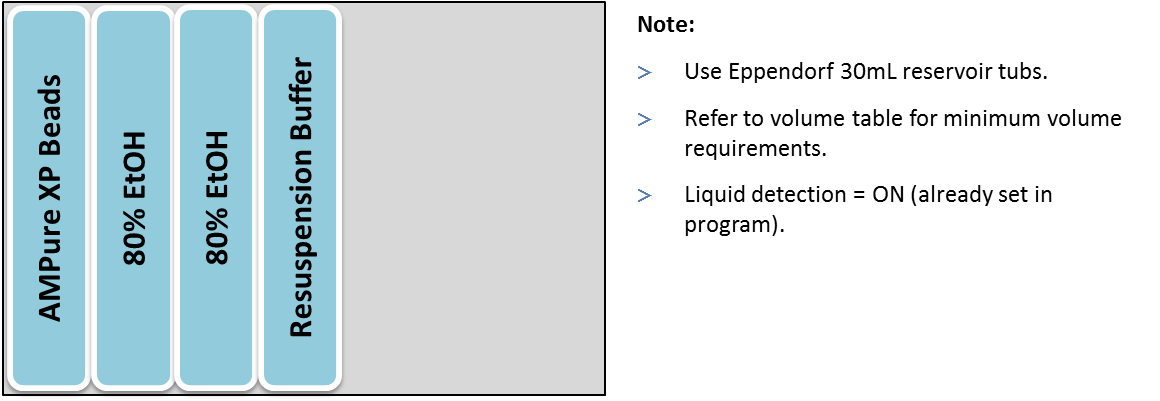 AMPure XP Beads
80% EtOH
80% EtOH
Resuspension Buffer
Note:
> Use Eppendorf 30mL reservoir tubs.
> Refer to volume table for minimum volume
requirements.
> Liquid detection = ON (already set in
program).